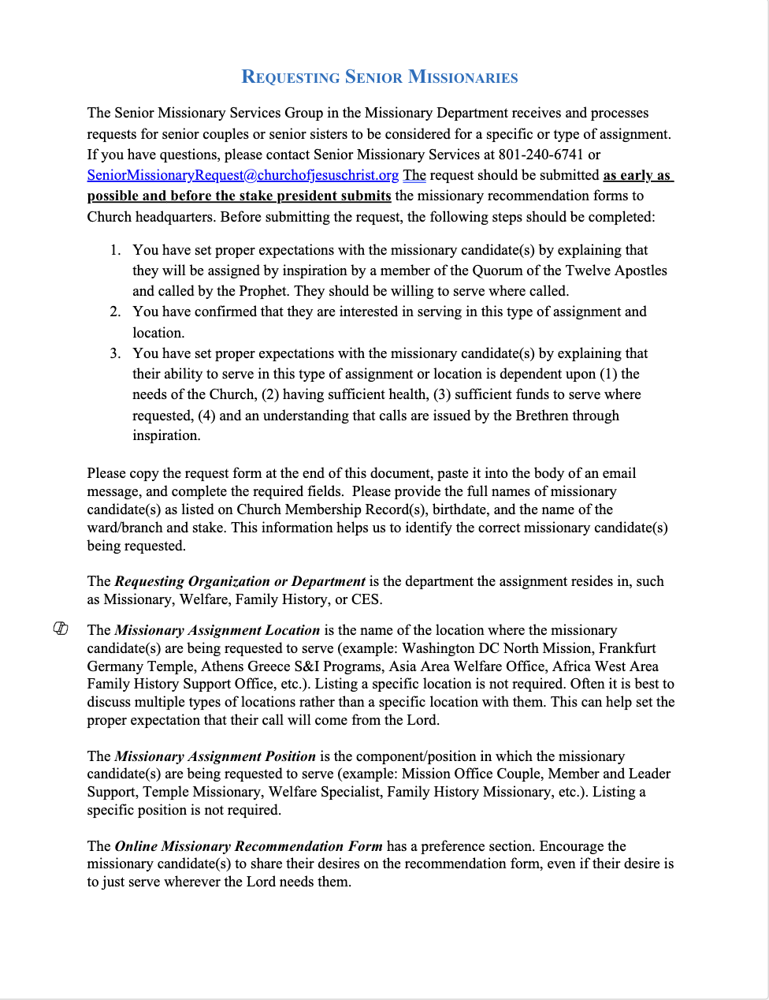 REQUESTING SENIOR MISSIONARIES
The Senior Missionary Services Group in the Missionary Department receives and processes
requests for senior couples or senior sisters to be considered for a specific or type of assignment.
If you have questions, please contact Senior Missionary Services at 801-240-6741 or
SeniorMissionaryRequest@churchofjesuschrist.org The request should be submitted as early as
possible and before the stake president submits the missionary recommendation forms to
Church headquarters. Before submitting the request, the following steps should be completed:
1. You have set proper expectations with the missionary candidate(s) by explaining that
they will be assigned by inspiration by a member of the Quorum of the Twelve Apostles
and called by the Prophet. They should be willing to serve where called.
2. You have confirmed that they are interested in serving in this type of assignment and
location.
3. You have set proper expectations with the missionary candidate(s) by explaining that
their ability to serve in this type of assignment or location is dependent upon (1) the
needs of the Church, (2) having sufficient health, (3) sufficient funds to serve where
requested, (4) and an understanding that calls are issued by the Brethren through
inspiration.
Please copy the request form at the end of this document, paste it into the body of an email
message, and complete the required fields.  Please provide the full names of missionary
candidate(s) as listed on Church Membership Record(s), birthdate, and the name of the
ward/branch and stake. This information helps us to identify the correct missionary candidate(s)
being requested.
The Requesting Organization or Department is the department the assignment resides in, such
as Missionary, Welfare, Family History, or CES.
The Missionary Assignment Location is the name of the location where the missionary
candidate(s) are being requested to serve (example: Washington DC North Mission, Frankfurt
Germany Temple, Athens Greece S&I Programs, Asia Area Welfare Office, Africa West Area
Family History Support Office, etc.). Listing a specific location is not required. Often it is best to
discuss multiple types of locations rather than a specific location with them. This can help set the
proper expectation that their call will come from the Lord.
The Missionary Assignment Position is the component/position in which the missionary
candidate(s) are being requested to serve (example: Mission Office Couple, Member and Leader
Support, Temple Missionary, Welfare Specialist, Family History Missionary, etc.). Listing a
specific position is not required.
The Online Missionary Recommendation Form has a preference section. Encourage the
missionary candidate(s) to share their desires on the recommendation form, even if their desire is
to just serve wherever the Lord needs them.